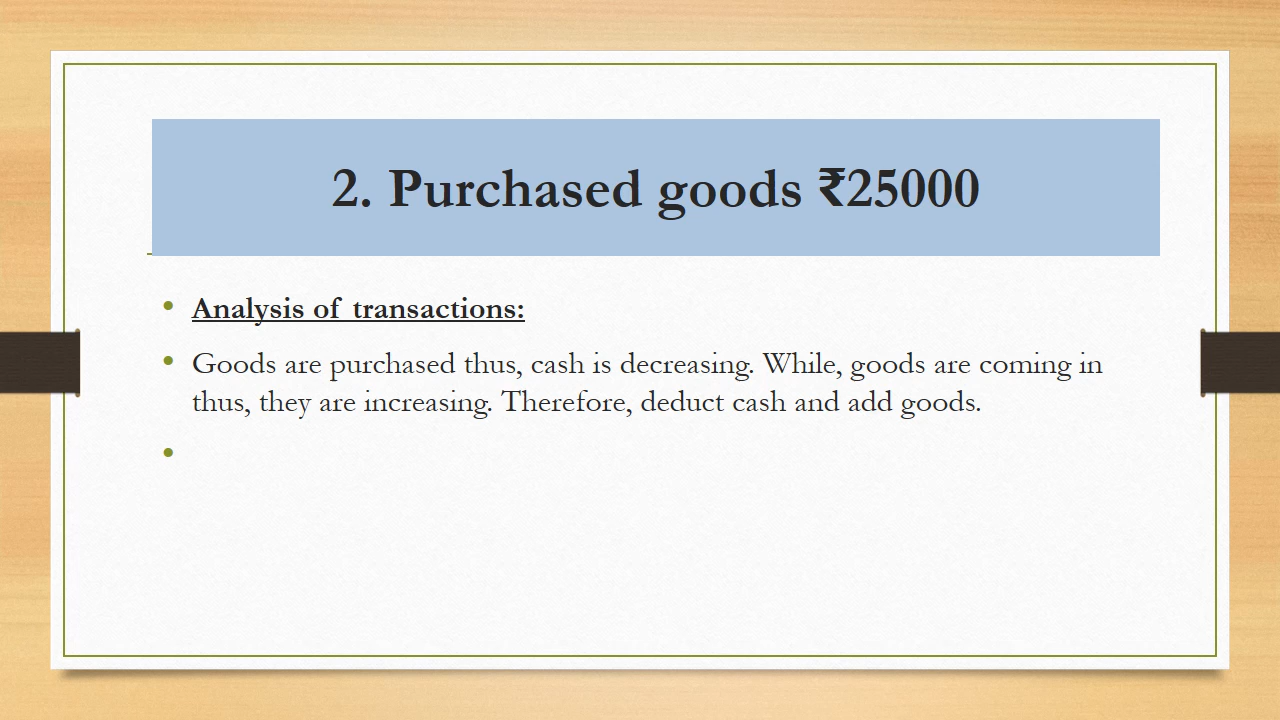 2. Purchased goods ₹25000
• Analysis of transactions:
• Goods are purchased thus, cash is decreasing. While, goods are coming in
thus, they are increasing. Therefore, deduct cash and add goods.
•